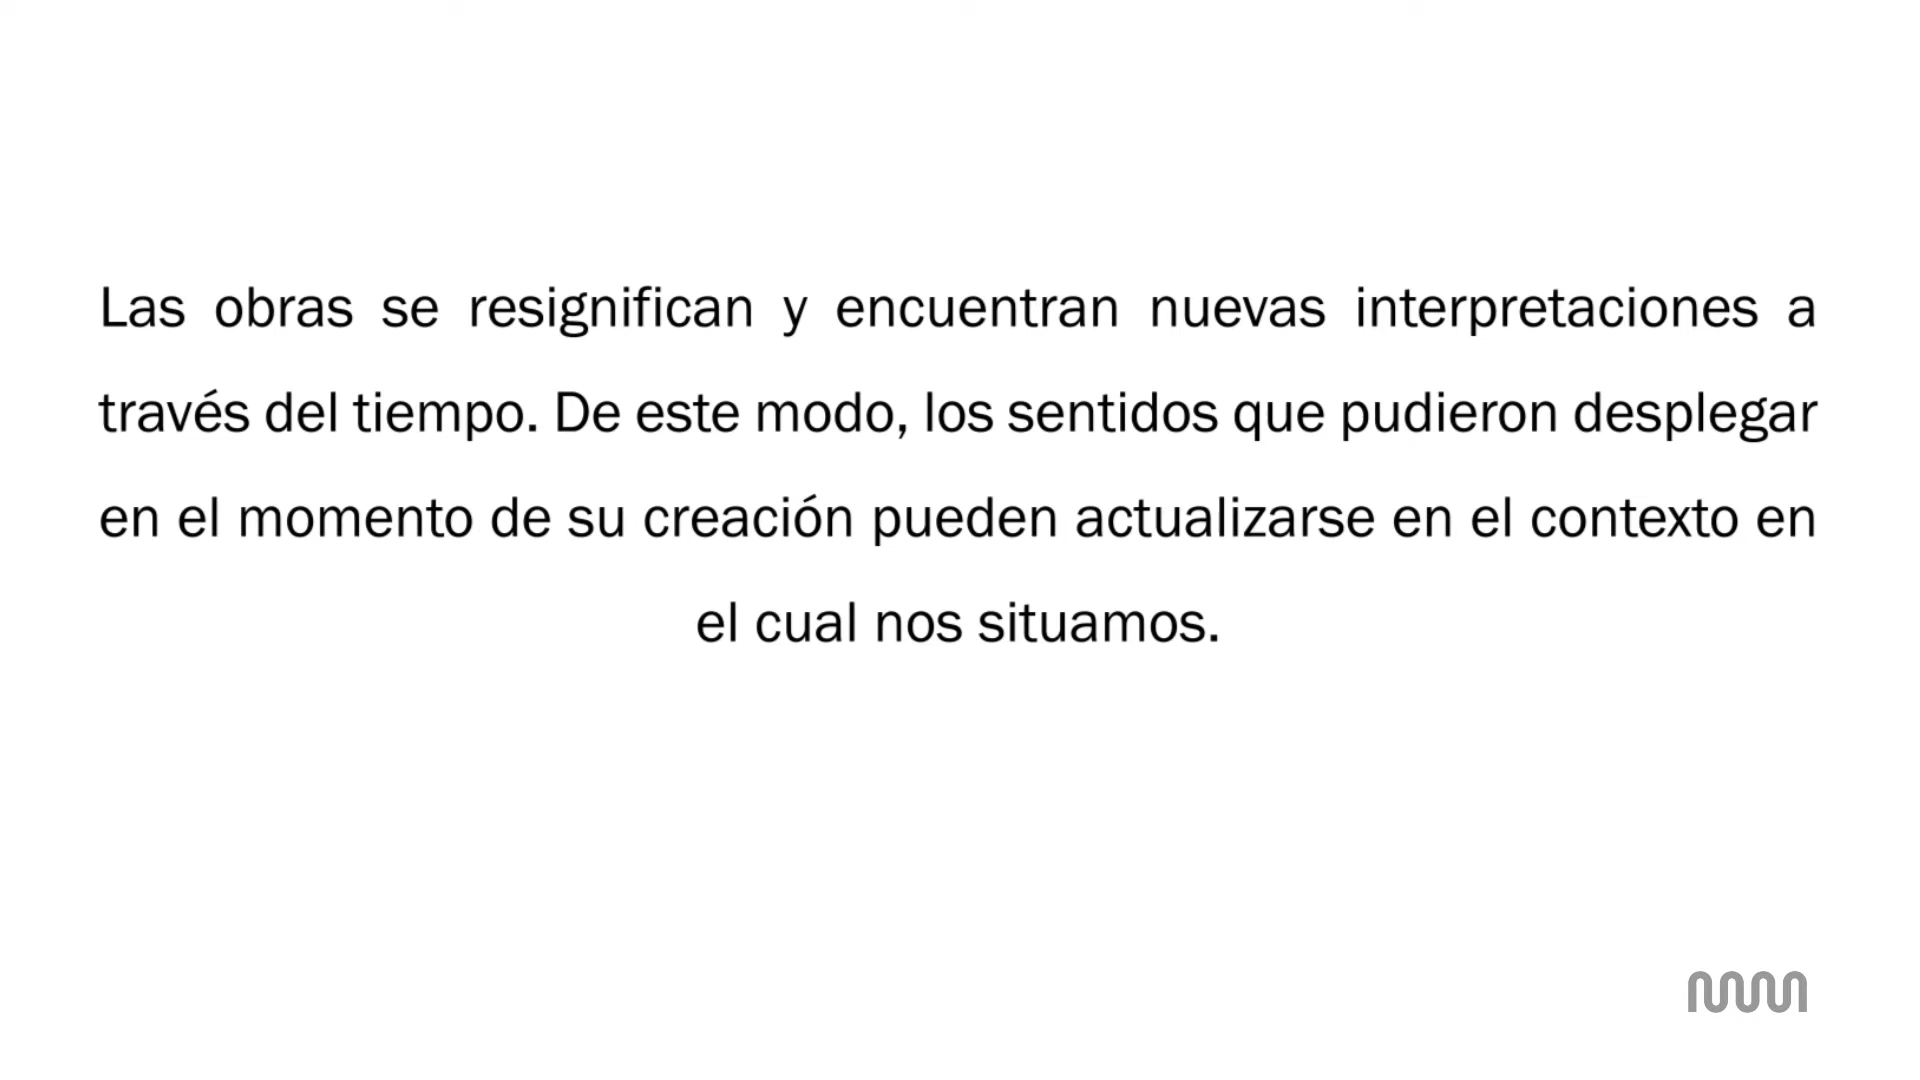 Las obras se resignifican y encuentran nuevas interpretaciones a
través del tiempo. De este modo, los sentidos que pudieron desplegar
en el momento de su creación pueden actualizarse en el contexto en
el cual nos situamos.